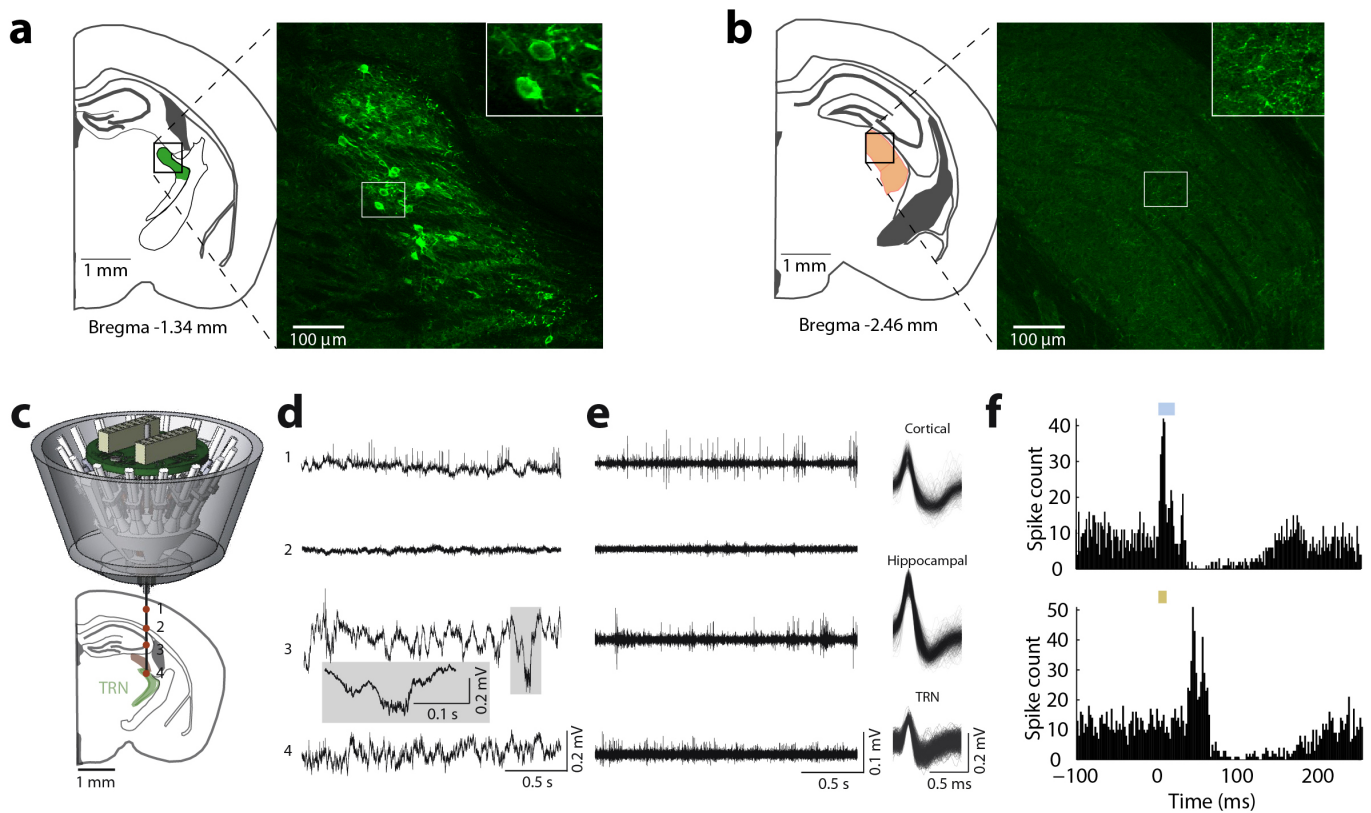 a
1 mm
Bregma -1.34 mm
100 µm
b
1 mm
Bregma -2.46 mm
100 µm
c
1
2
3
4
TRN
1 mm
d
1
2
3
4
0.1 s
0.2 mV
0.5 s
0.2 mV
e
Cortical
Hippocampal
TRN
0.5 s
0.1 mV
0.5 ms
0.2 mV
f
Spike count
40
30
20
10
0
Spike count
50
40
30
20
10
0
−100
0
100
200
Time (ms)